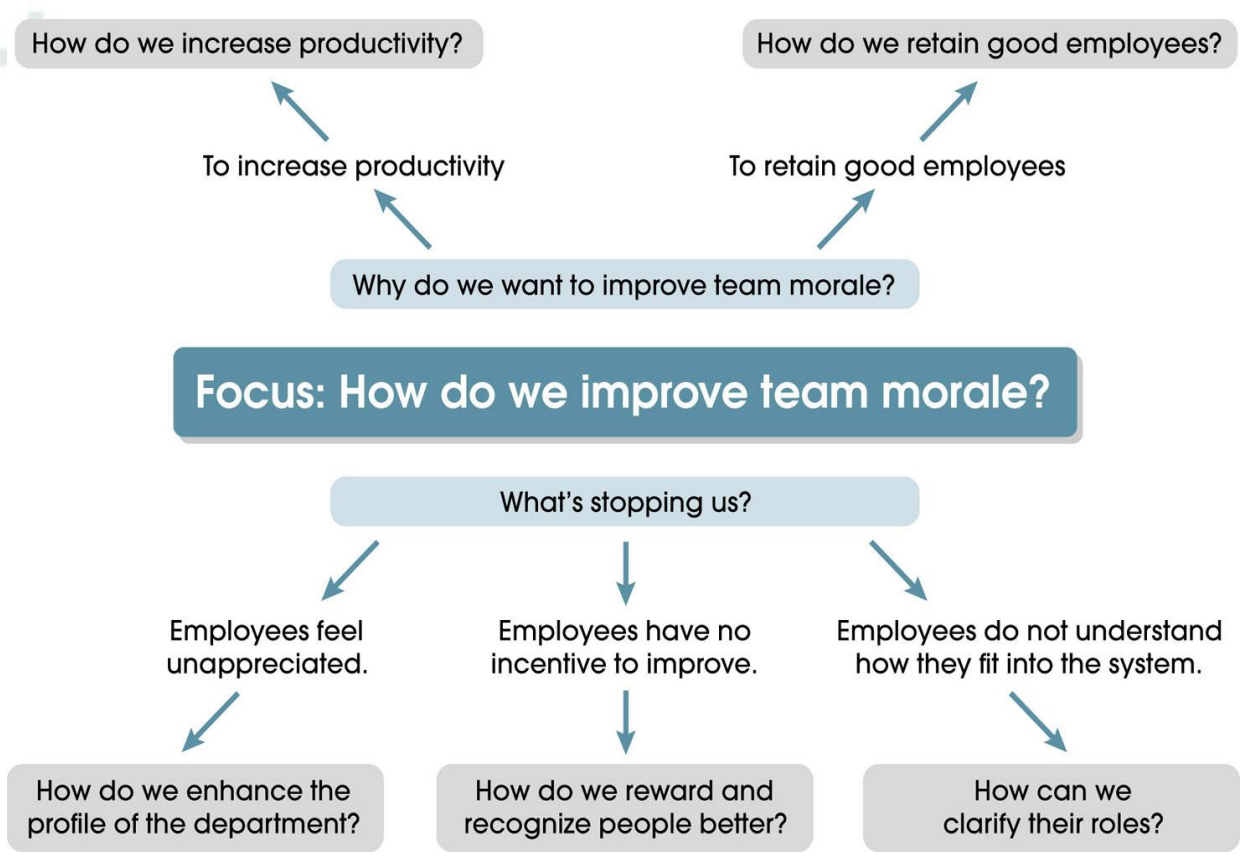 How do we increase productivity?
How do we retain good employees?
To increase productivity
To retain good employees
Why do we want to improve team morale?
Focus: How do we improve team morale?
What's stopping us?
Employees feel
unappreciated.
Employees have no
incentive to improve.
Employees do not understand
how they fit into the system.
How do we enhance the
profile of the department?
How do we reward and
recognize people better?
How can we
clarify their roles?